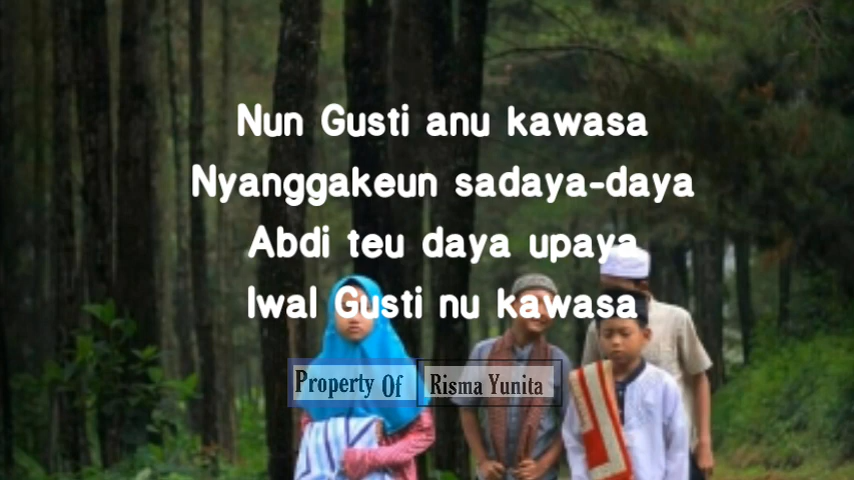 Nun Gusti anu kawasa
Nyanggakeun sadaya-daya
Abdi teu daya upaya
Iwal Gusti nu kawasa
Property Of Risma Yunita